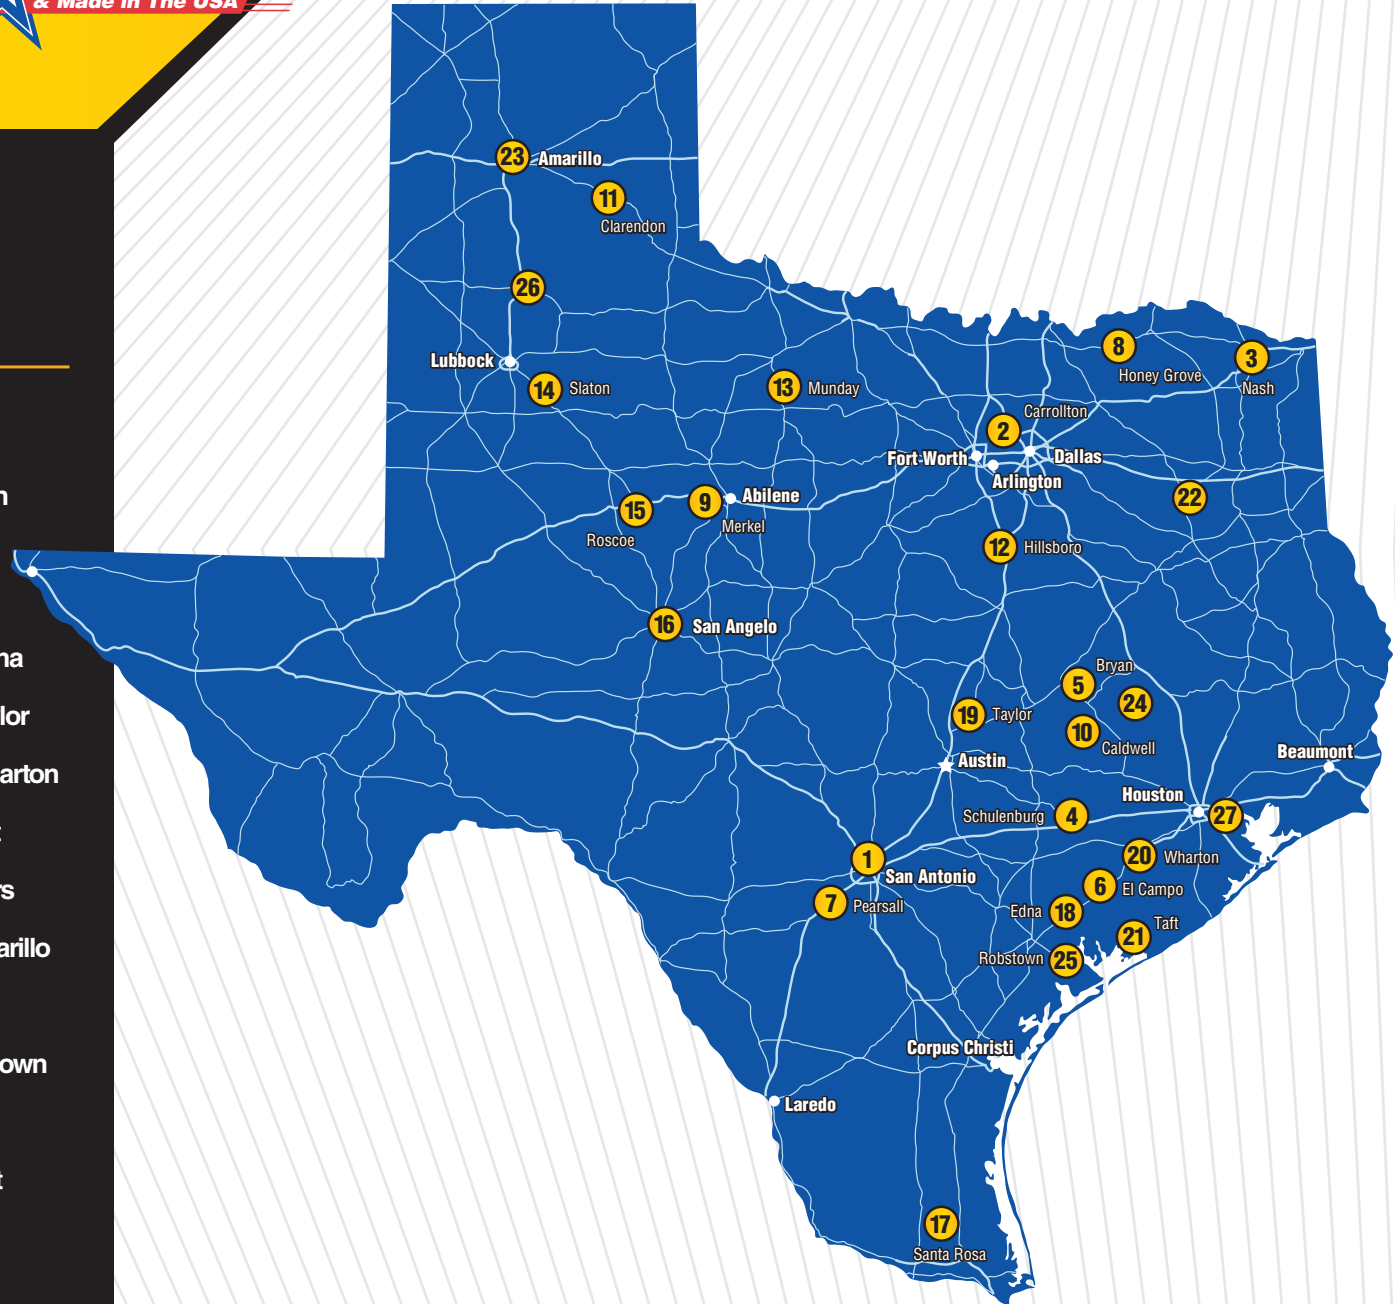 & Made In The USA
23 Amarillo
11
Clarendon
26
Lubbock
14 Slaton
13 Munday
8
Honey Grove
3
Nash
Carrollton
2
Fort Worth
Dallas
Arlington
22
15
Roscoe
9
Abilene
Merkel
12 Hillsboro
16 San Angelo
Bryan
5
24
19 Taylor
10
Caldwell
Austin
Beaumont
Houston
27
Schulenburg 4
1
San Antonio
20 Wharton
6 El Campo
7 Pearsall
Edna 18
Taft
21
Robstown 25
Corpus Christi
Laredo
17
Santa Rosa
arillo
own
arton
lor